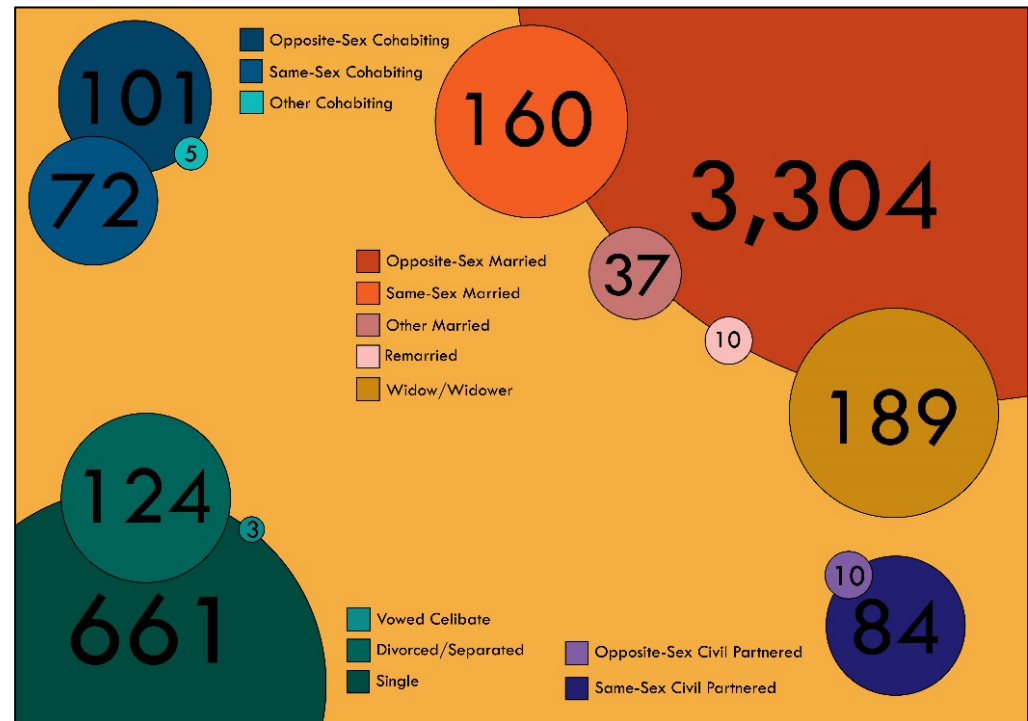 101
5
72
Opposite-Sex Cohabiting
Same-Sex Cohabiting
Other Cohabiting
160
3,304
37
10
189
Opposite-Sex Married
Same-Sex Married
Other Married
Remarried
Widow/Widower
124
3
661
Vowed Celibate
Divorced/Separated
Single
10
84
Opposite-Sex Civil Partnered
Same-Sex Civil Partnered